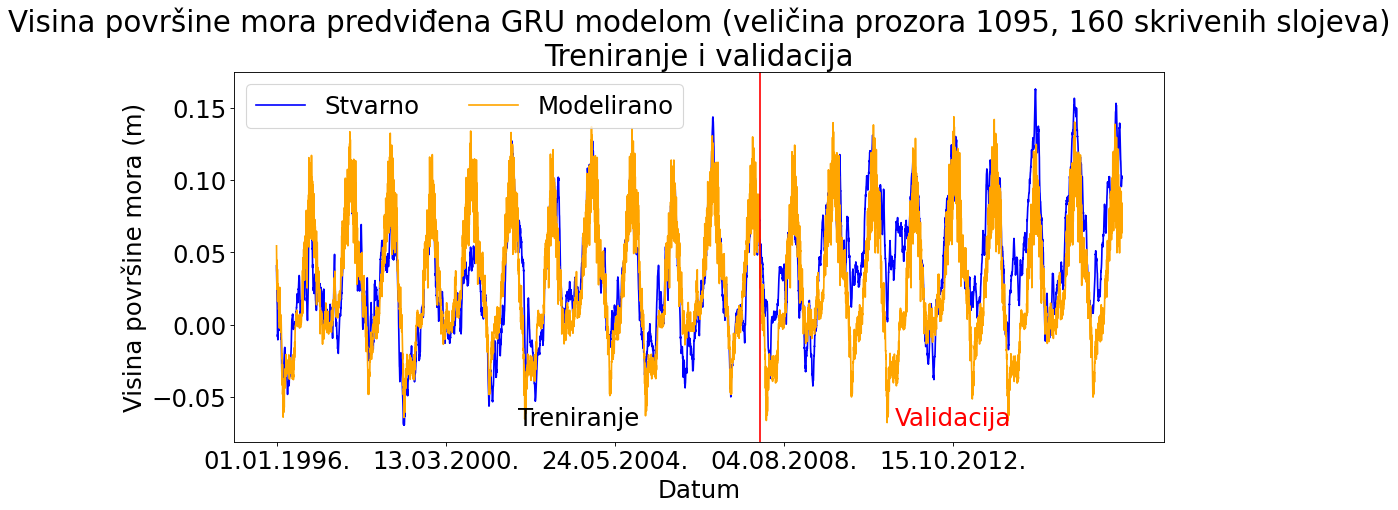 Visina površine mora predviđena GRU modelom (veličina prozora 1095, 160 skrivenih slojeva)
Treniranje i validacija
Stvarno
Modelirano
Visina površine mora (m)
0.15
0.10
0.05
0.00
−0.05
Treniranje
Validacija
01.01.1996.
13.03.2000.
24.05.2004.
04.08.2008.
15.10.2012.
Datum